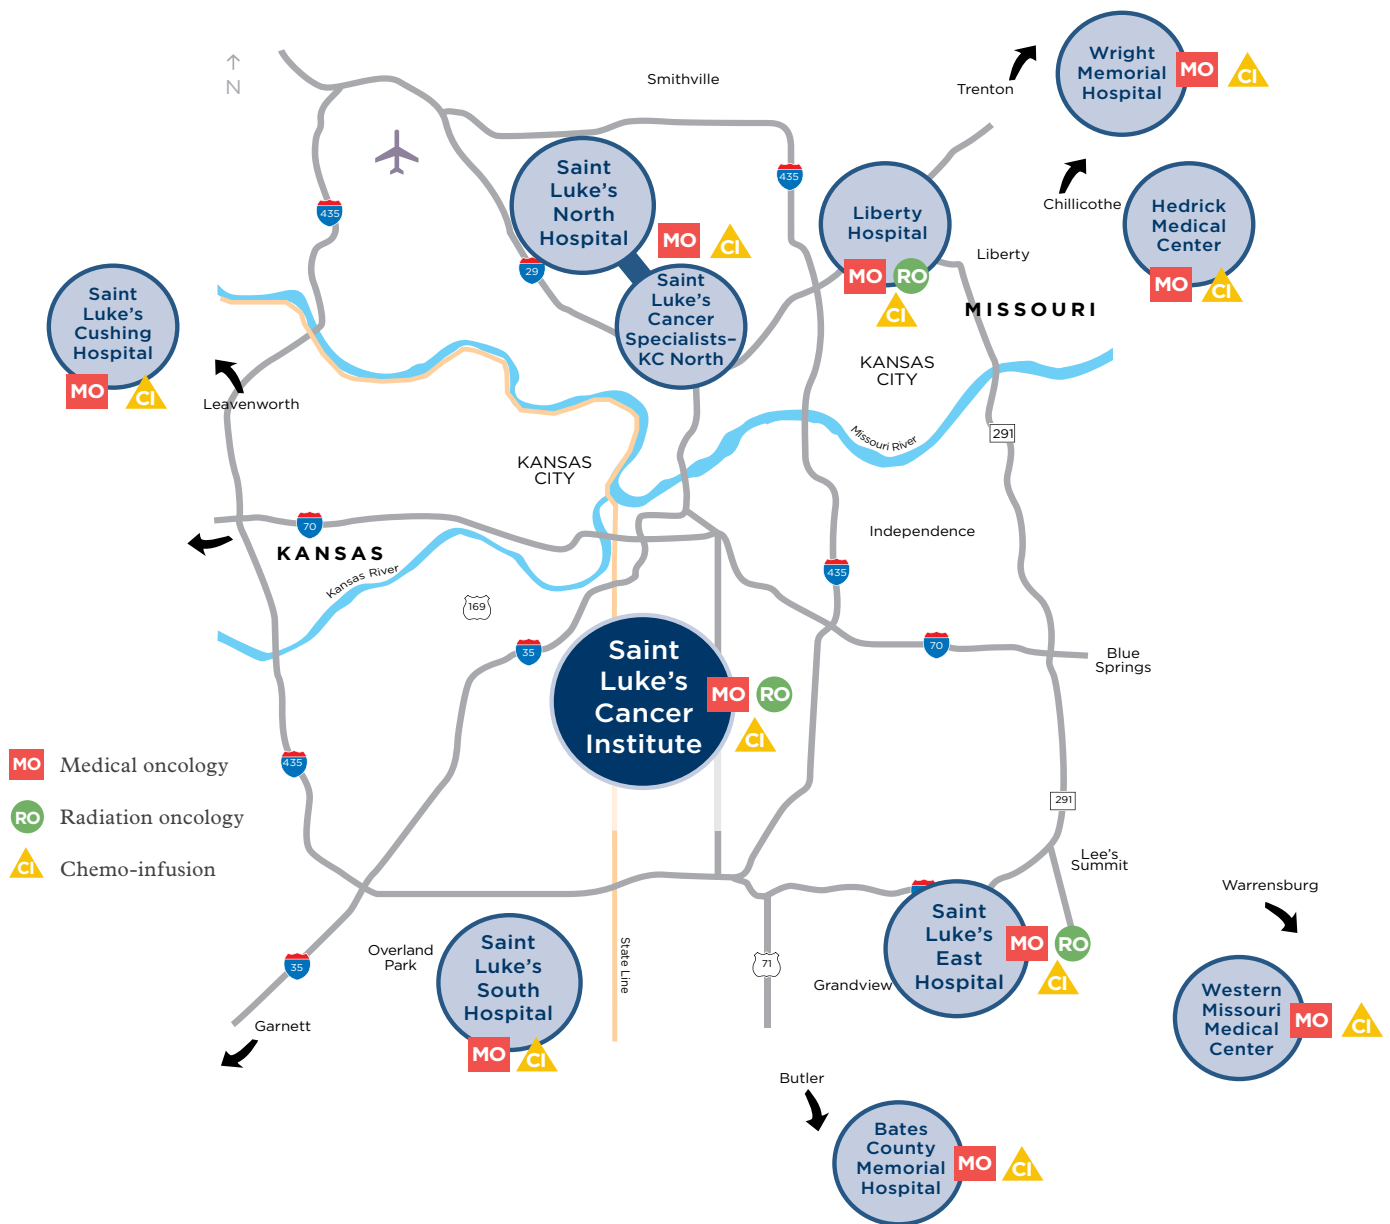 N
Smithville
Trenton
Wright
Memorial
Hospital
MO
CI
Saint
Luke's
North
Hospital
MO
CI
435
435
29
Liberty
Hospital
MO
RO
CI
Liberty
Chillicothe
Hedrick
Medical
Center
MO
CI
Saint
Luke's
Cancer
Specialists–
KC North
MISSOURI
KANSAS
CITY
Saint
Luke's
Cushing
Hospital
MO
CI
Leavenworth
KANSAS
CITY
Missouri River
291
70
KANSAS
Kansas River
Independence
435
169
35
70
Blue
Springs
Saint
Luke's
Cancer
Institute
MO
RO
CI
435
291
MO
Medical oncology
RO
Radiation oncology
CI
Chemo-infusion
Lee's
Summit
Warrensburg
Overland
Park
Saint
Luke's
South
Hospital
MO
CI
State Line
35
Garnett
71
Grandview
Saint
Luke's
East
Hospital
MO
RO
CI
Western
Missouri
Medical
Center
MO
CI
Butler
Bates
County
Memorial
Hospital
MO
CI